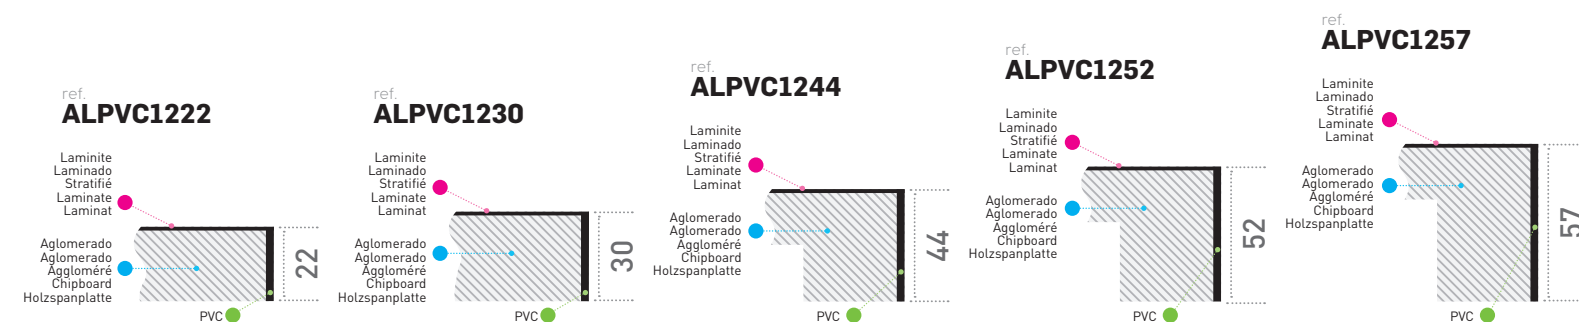 ref.
ALPVC1222
Laminite
Laminado
Stratifié
Laminate
Laminat
Aglomerado
Aglomerado
Aggloméré
Chipboard
Holzspanplatte
PVC
22
ref.
ALPVC1230
Laminite
Laminado
Stratifié
Laminate
Laminat
Aglomerado
Aglomerado
Aggloméré
Chipboard
Holzspanplatte
PVC
30
ref.
ALPVC1244
Laminite
Laminado
Stratifié
Laminate
Laminat
Aglomerado
Aglomerado
Aggloméré
Chipboard
Holzspanplatte
PVC
44
ref.
ALPVC1252
Laminite
Laminado
Stratifié
Laminate
Laminat
Aglomerado
Aglomerado
Aggloméré
Chipboard
Holzspanplatte
PVC
52
ref.
ALPVC1257
Laminite
Laminado
Stratifié
Laminate
Laminat
Aglomerado
Aglomerado
Aggloméré
Chipboard
Holzspanplatte
PVC
57